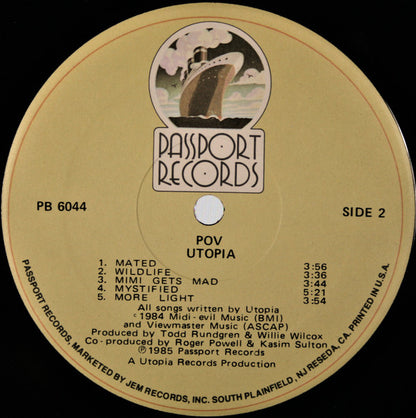 PASSPORT
RECORDS
PB 6044
SIDE 2
POV
UTOPIA
1. MATED 3:56
2. WILDLIFE 3:36
3. MIMI GETS MAD 3:44
4. MYSTIFIED 5:21
5. MORE LIGHT 3:54
All songs written by Utopia
©1984 Midi-evil Music (BMI)
and Viewmaster Music (ASCAP)
Produced by Todd Rundgren & Willie Wilcox
Co-produced by Roger Powell & Kasim Sulton
℗1985 Passport Records
A Utopia Records Production
PASSPORT RECORDS, MARKETED BY JEM RECORDS, INC. SOUTH PLAINFIELD, NJ RESEDA, CA. PRINTED IN U.S.A.